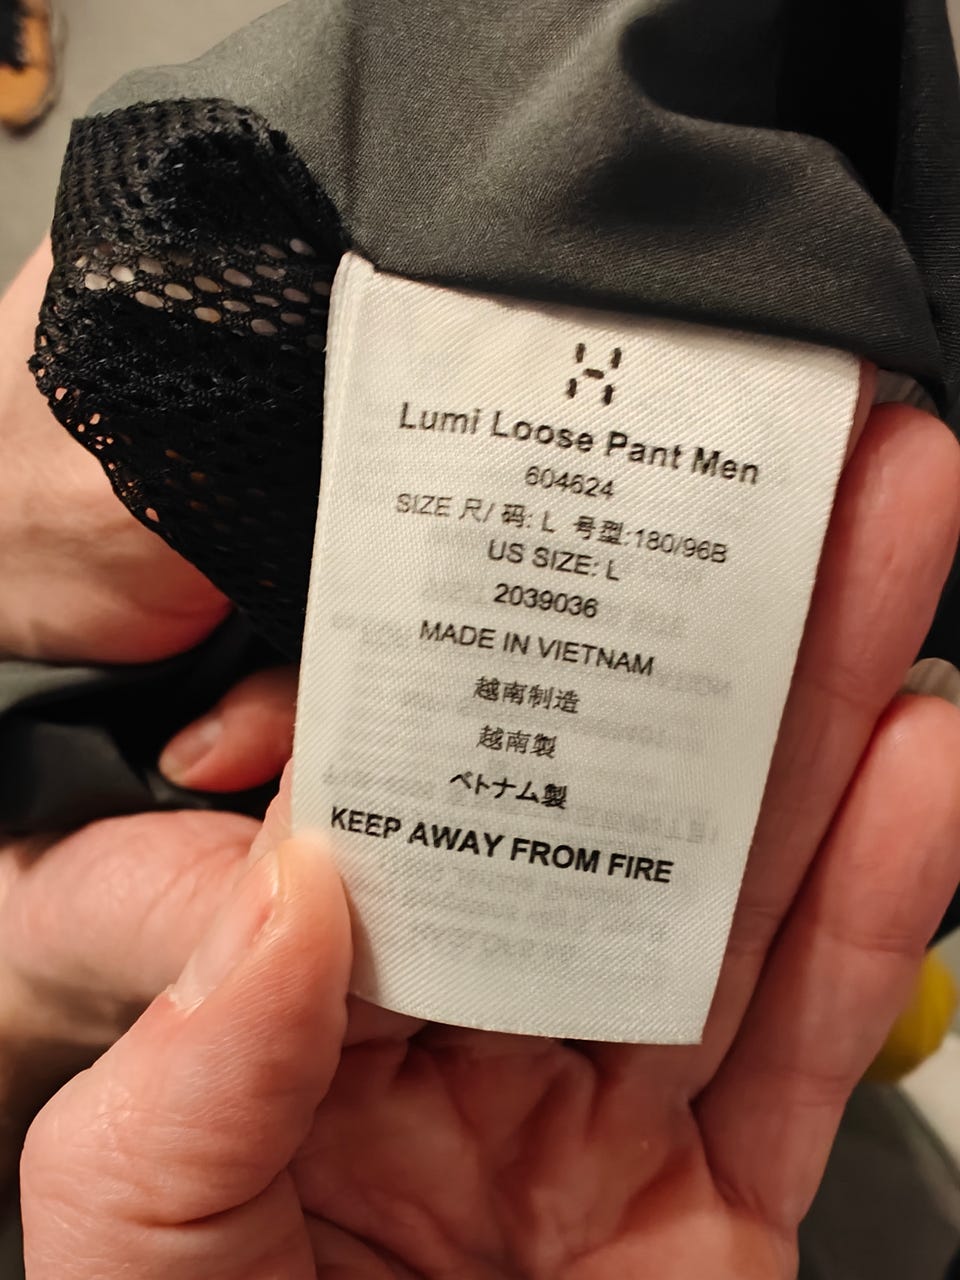 Lumi Loose Pant Men
604624
SIZE 尺/ 码: L 号型:180/96B
US SIZE: L
2039036
MADE IN VIETNAM
越南制造
越南製
ベトナム製
KEEP AWAY FROM FIRE